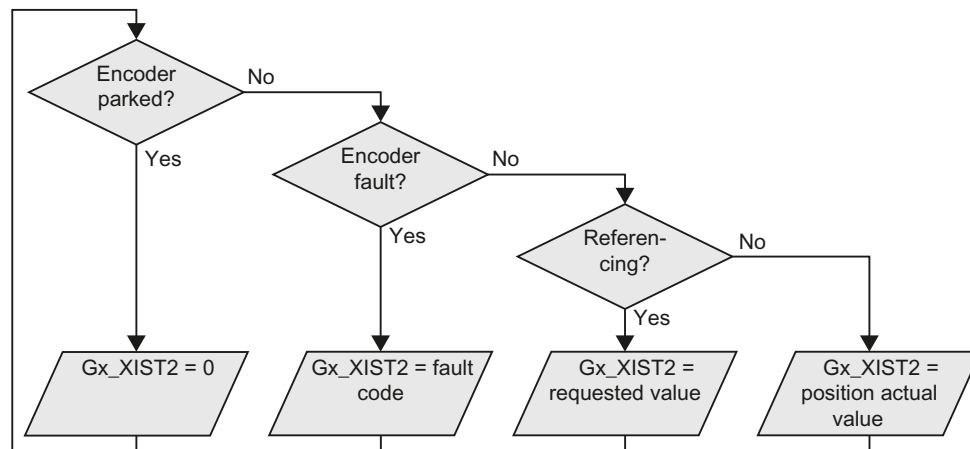 Encoder
parked?
No
Yes
Encoder
fault?
No
Yes
Referen-
cing?
No
Yes
Gx_XIST2 = 0
Gx_XIST2 = fault
code
Gx_XIST2 =
requested value
Gx_XIST2 =
position actual
value